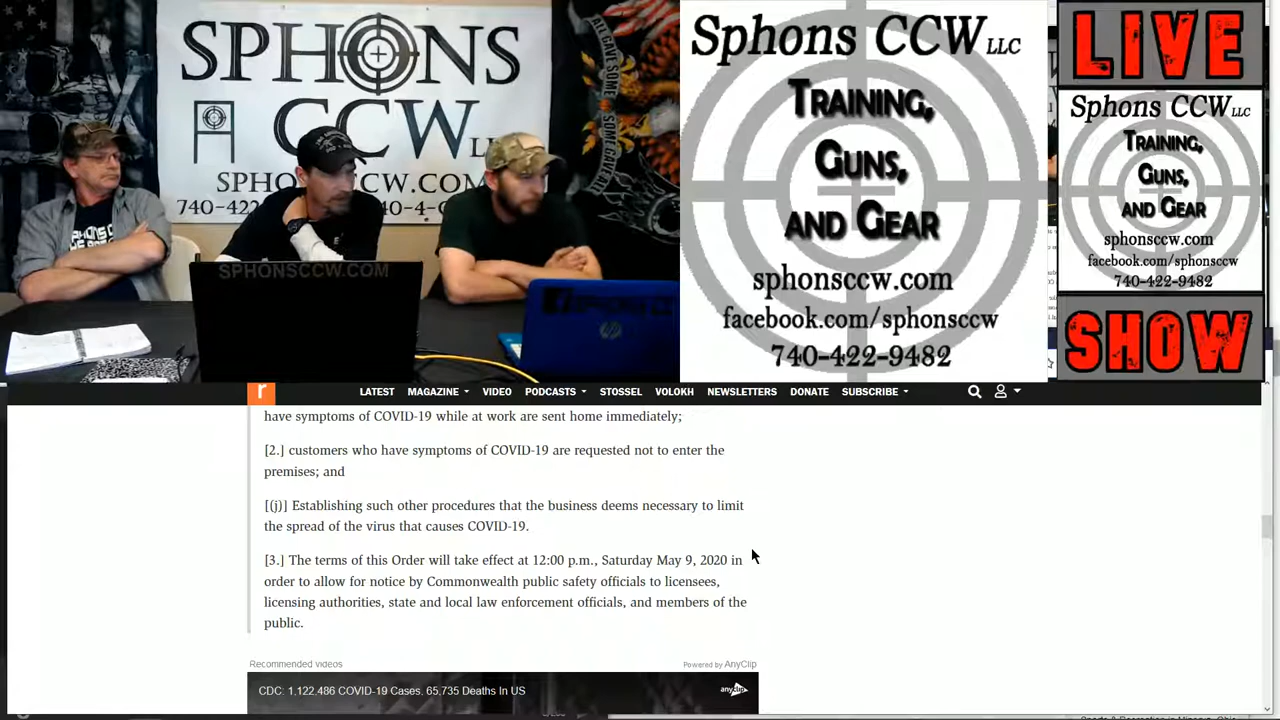 SPHONS
CCW
SPHONSCCW.COM
740-422
ALL GAVE SOME
SOME GAVE ALL
SPHONSCCW.COM
Sphons CCW LLC
TRAINING,
GUNS,
AND GEAR
sphonsccw.com
facebook.com/sphonsccw
740-422-9482
LIVE
Sphons CCW LLC
TRAINING,
GUNS,
AND GEAR
sphonsccw.com
facebook.com/sphonsccw
740-422-9482
SHOW
r LATEST MAGAZINE VIDEO PODCASTS STOSSEL VOLOKH NEWSLETTERS DONATE SUBSCRIBE
have symptoms of COVID-19 while at work are sent home immediately;
[2.] customers who have symptoms of COVID-19 are requested not to enter the
premises; and
[(j)] Establishing such other procedures that the business deems necessary to limit
the spread of the virus that causes COVID-19.
[3.] The terms of this Order will take effect at 12:00 p.m., Saturday May 9, 2020 in
order to allow for notice by Commonwealth public safety officials to licensees,
licensing authorities, state and local law enforcement officials, and members of the
public.
Recommended videos Powered by AnyClip
CDC: 1,122,486 COVID-19 Cases, 65,735 Deaths In US
anyclip